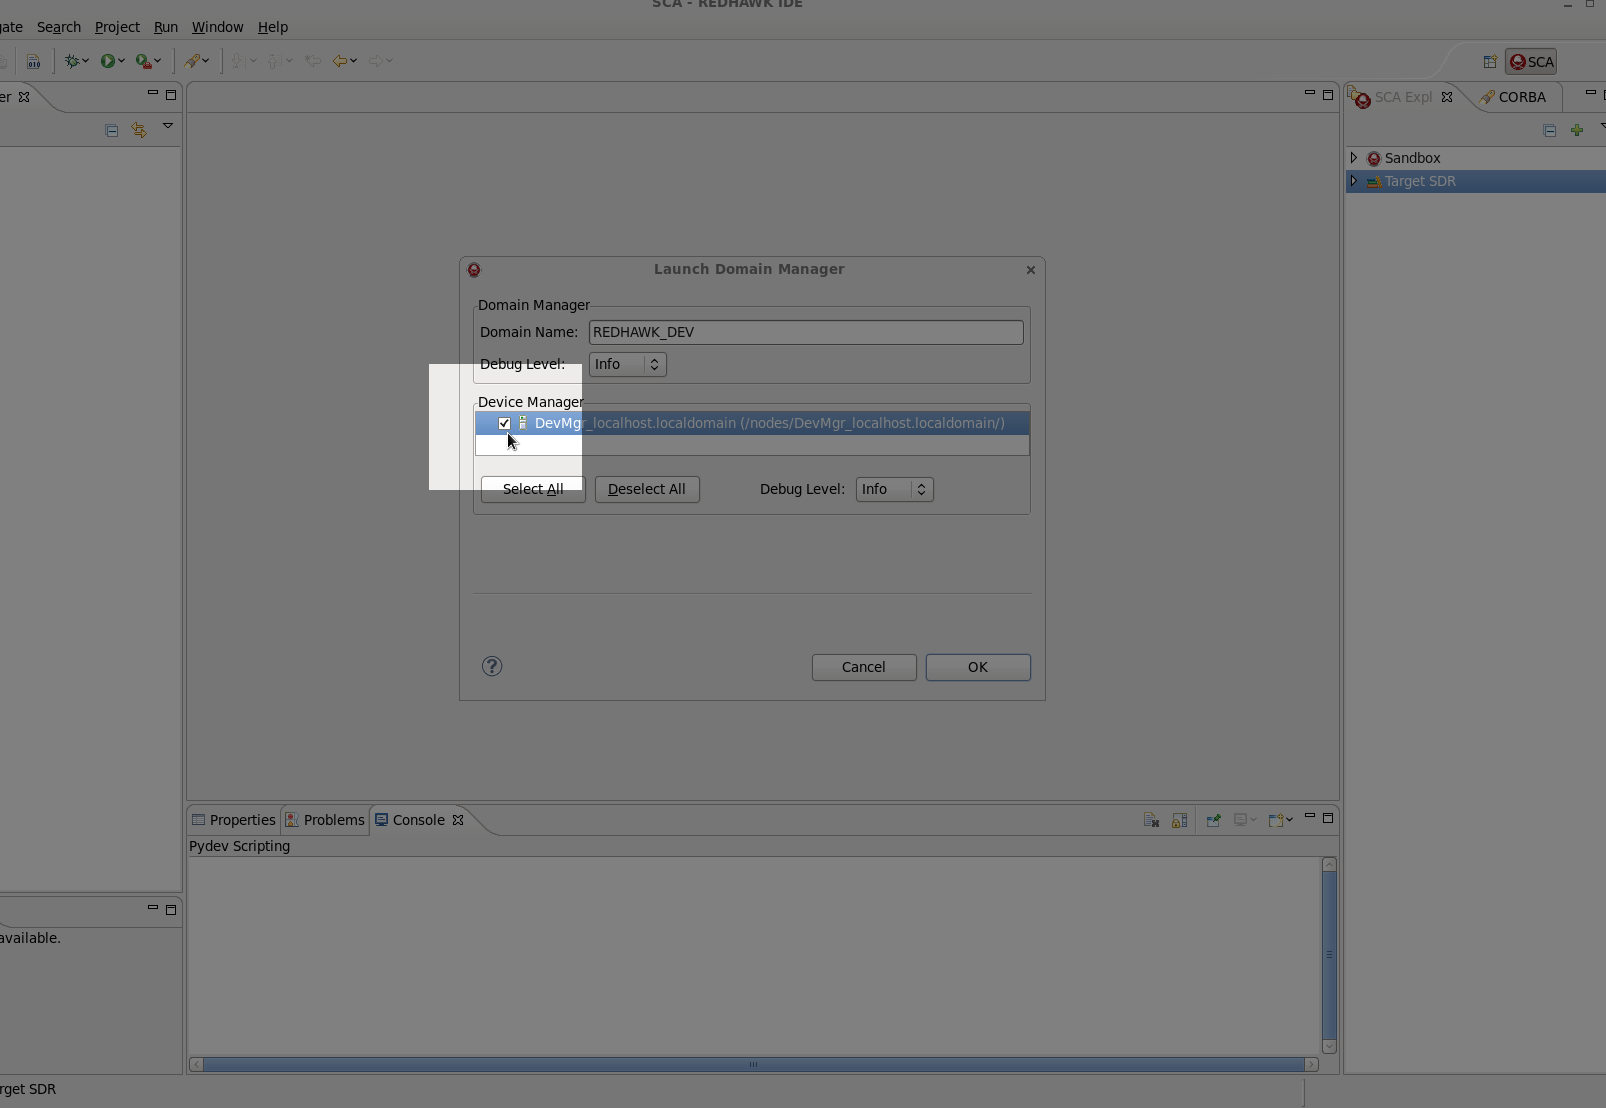 SCA - REDHAWK IDE
gate Search Project Run Window Help
SCA
er
SCA Expl CORBA
Sandbox
Target SDR
Launch Domain Manager
Domain Manager
Domain Name: REDHAWK_DEV
Debug Level: Info
Device Manager
DevMgr_localhost.localdomain (/nodes/DevMgr_localhost.localdomain/)
Select All Deselect All Debug Level: Info
? Cancel OK
Properties Problems Console
Pydev Scripting
available.
rget SDR